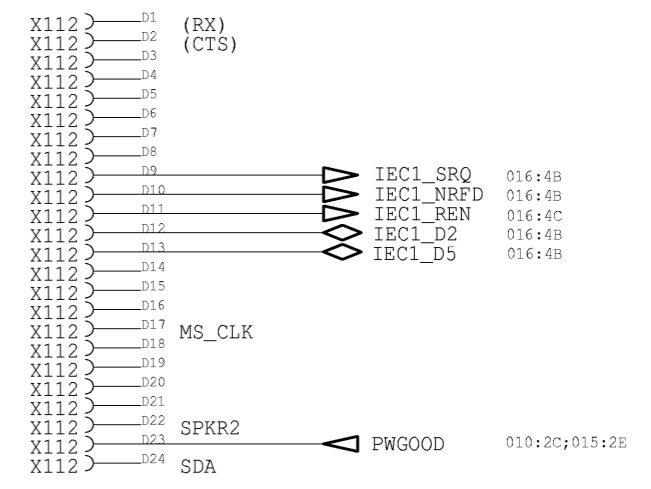 X112 D1 (RX)
X112 D2 (CTS)
X112 D3
X112 D4
X112 D5
X112 D6
X112 D7
X112 D8
X112 D9 IEC1_SRQ 016:4B
X112 D10 IEC1_NRFD 016:4B
X112 D11 IEC1_REN 016:4C
X112 D12 IEC1_D2 016:4B
X112 D13 IEC1_D5 016:4B
X112 D14
X112 D15
X112 D16
X112 D17 MS_CLK
X112 D18
X112 D19
X112 D20
X112 D21
X112 D22 SPKR2
X112 D23 PWGOOD 010:2C;015:2E
X112 D24 SDA